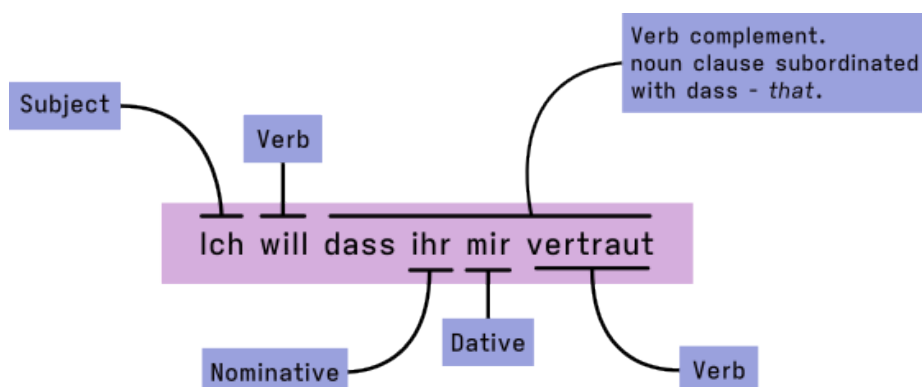 Verb complement.
noun clause subordinated
with dass - that.
Subject
Verb
Ich will dass ihr mir vertraut
Dative
Nominative
Verb